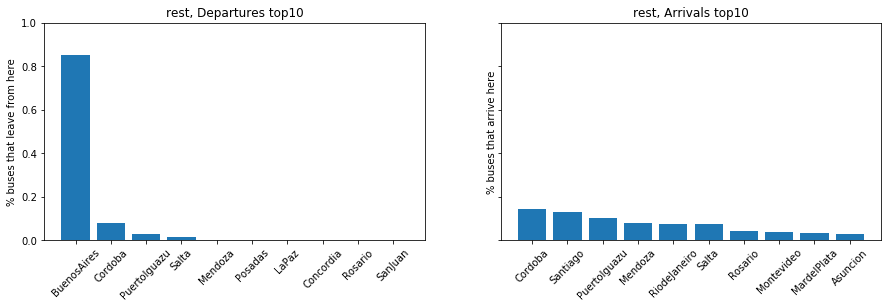 rest, Departures top10
% buses that leave from here
1.0
0.8
0.6
0.4
0.2
0.0
BuenosAires
Cordoba
PuertoIguazu
Salta
Mendoza
Posadas
LaPaz
Concordia
Rosario
SanJuan
rest, Arrivals top10
% buses that arrive here
Cordoba
Santiago
PuertoIguazu
Mendoza
RiodeJaneiro
Salta
Rosario
Montevideo
MardelPlata
Asuncion